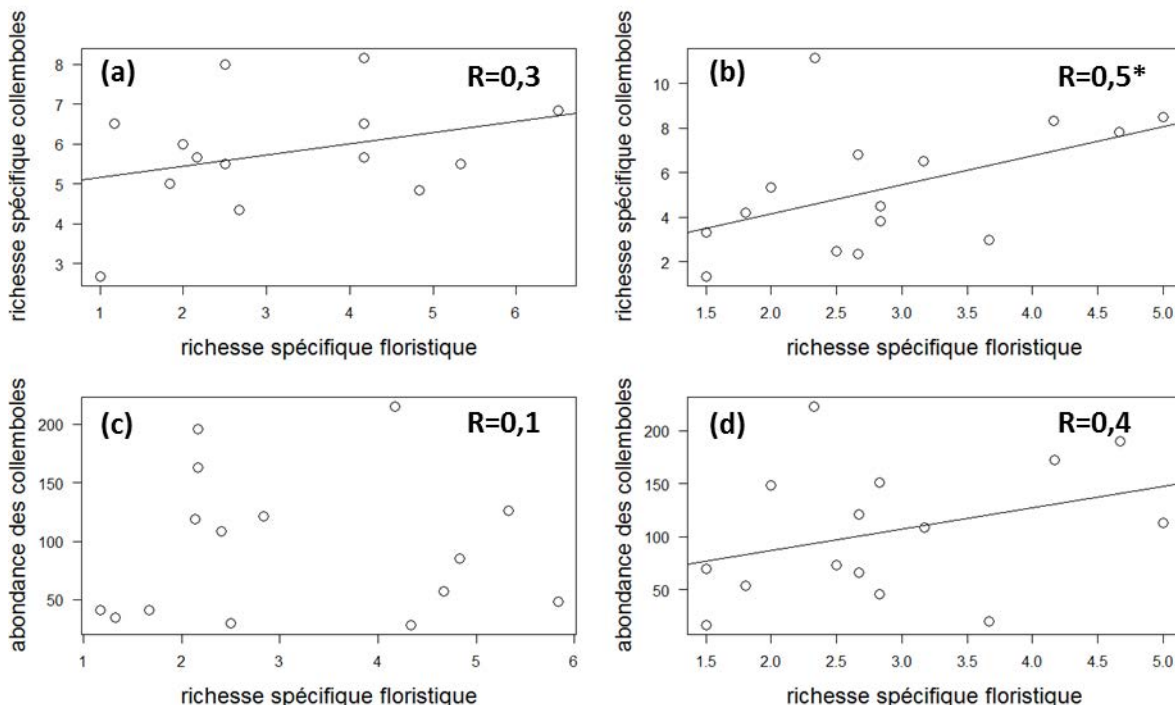 (a) R=0,3
richesse spécifique collemboles
8
7
6
5
4
3
1 2 3 4 5 6
richesse spécifique floristique
(b) R=0,5*
richesse spécifique collemboles
10
8
6
4
2
1.5 2.0 2.5 3.0 3.5 4.0 4.5 5.0
richesse spécifique floristique
(c) R=0,1
abondance des collemboles
200
150
100
50
1 2 3 4 5 6
richesse spécifique floristique
(d) R=0,4
abondance des collemboles
200
150
100
50
1.5 2.0 2.5 3.0 3.5 4.0 4.5 5.0
richesse spécifique floristique